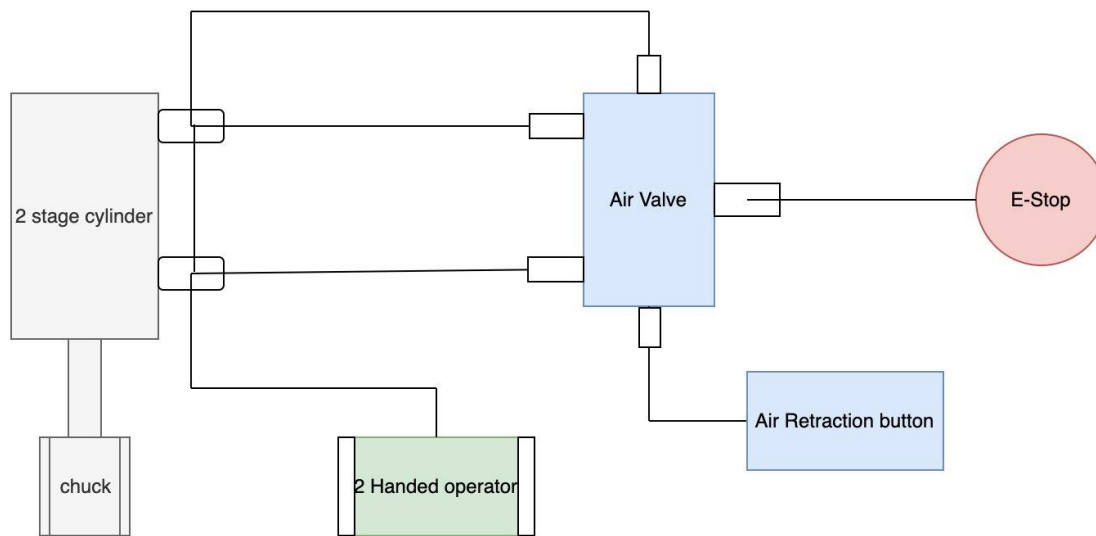 2 stage cylinder
Air Valve
E-Stop
Air Retraction button
chuck
2 Handed operator